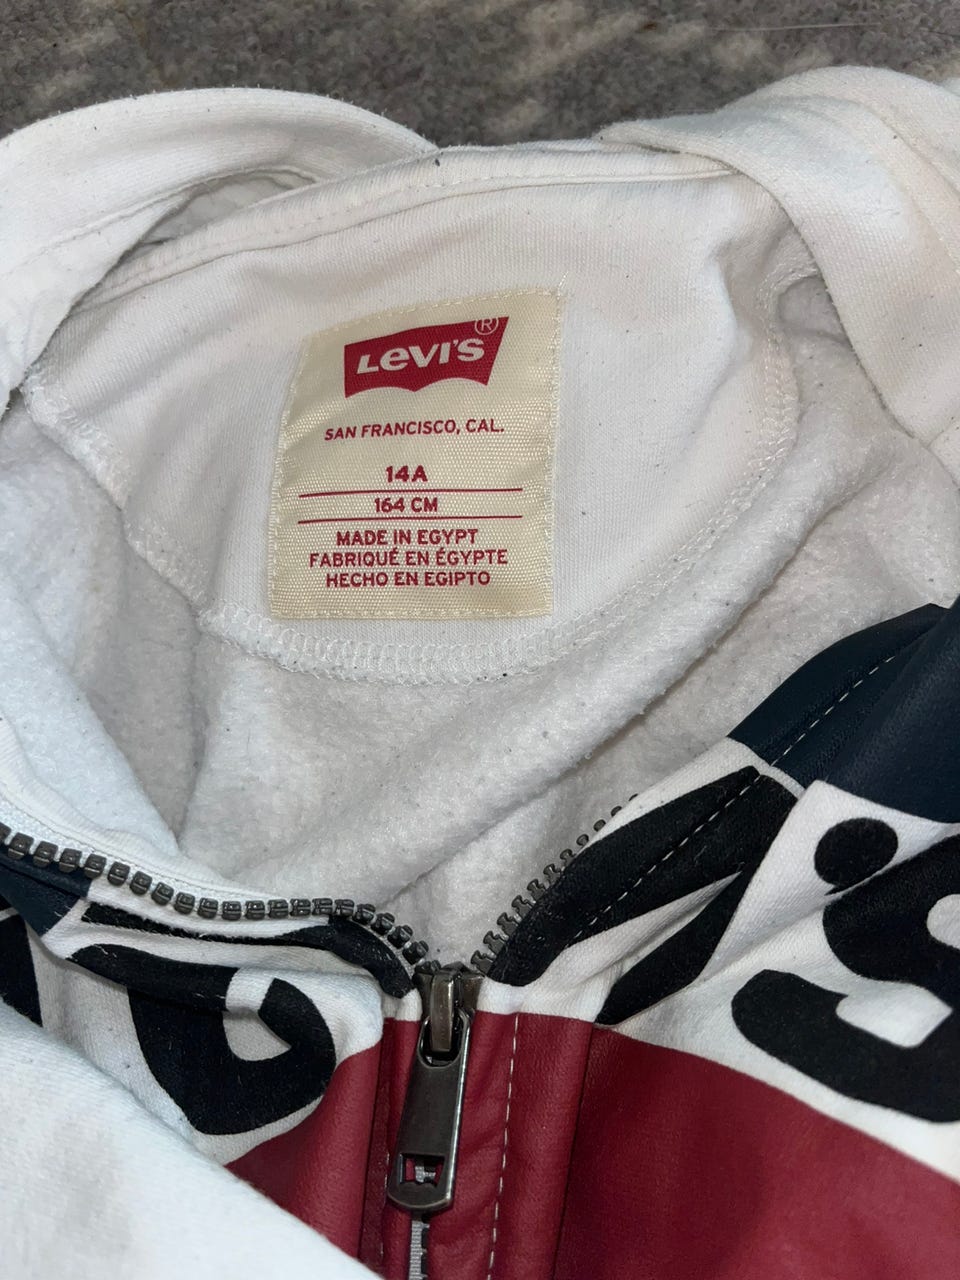 ®
LEVI'S
SAN FRANCISCO, CAL.
14A
164 CM
MADE IN EGYPT
FABRIQUÉ EN ÉGYPTE
HECHO EN EGIPTO